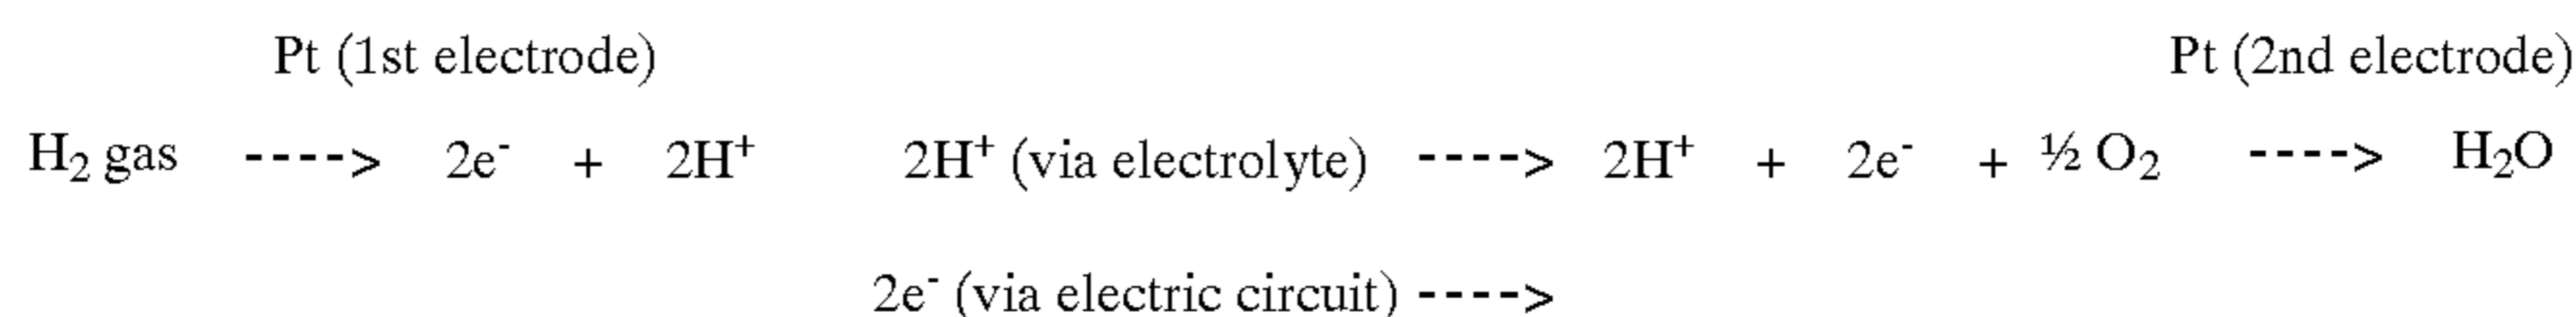 Pt (1st electrode) Pt (2nd electrode)
H₂ gas ----> 2e⁻ + 2H⁺ 2H⁺ (via electrolyte) ----> 2H⁺ + 2e⁻ + ½ O₂ ----> H₂O
2e⁻ (via electric circuit) ---->